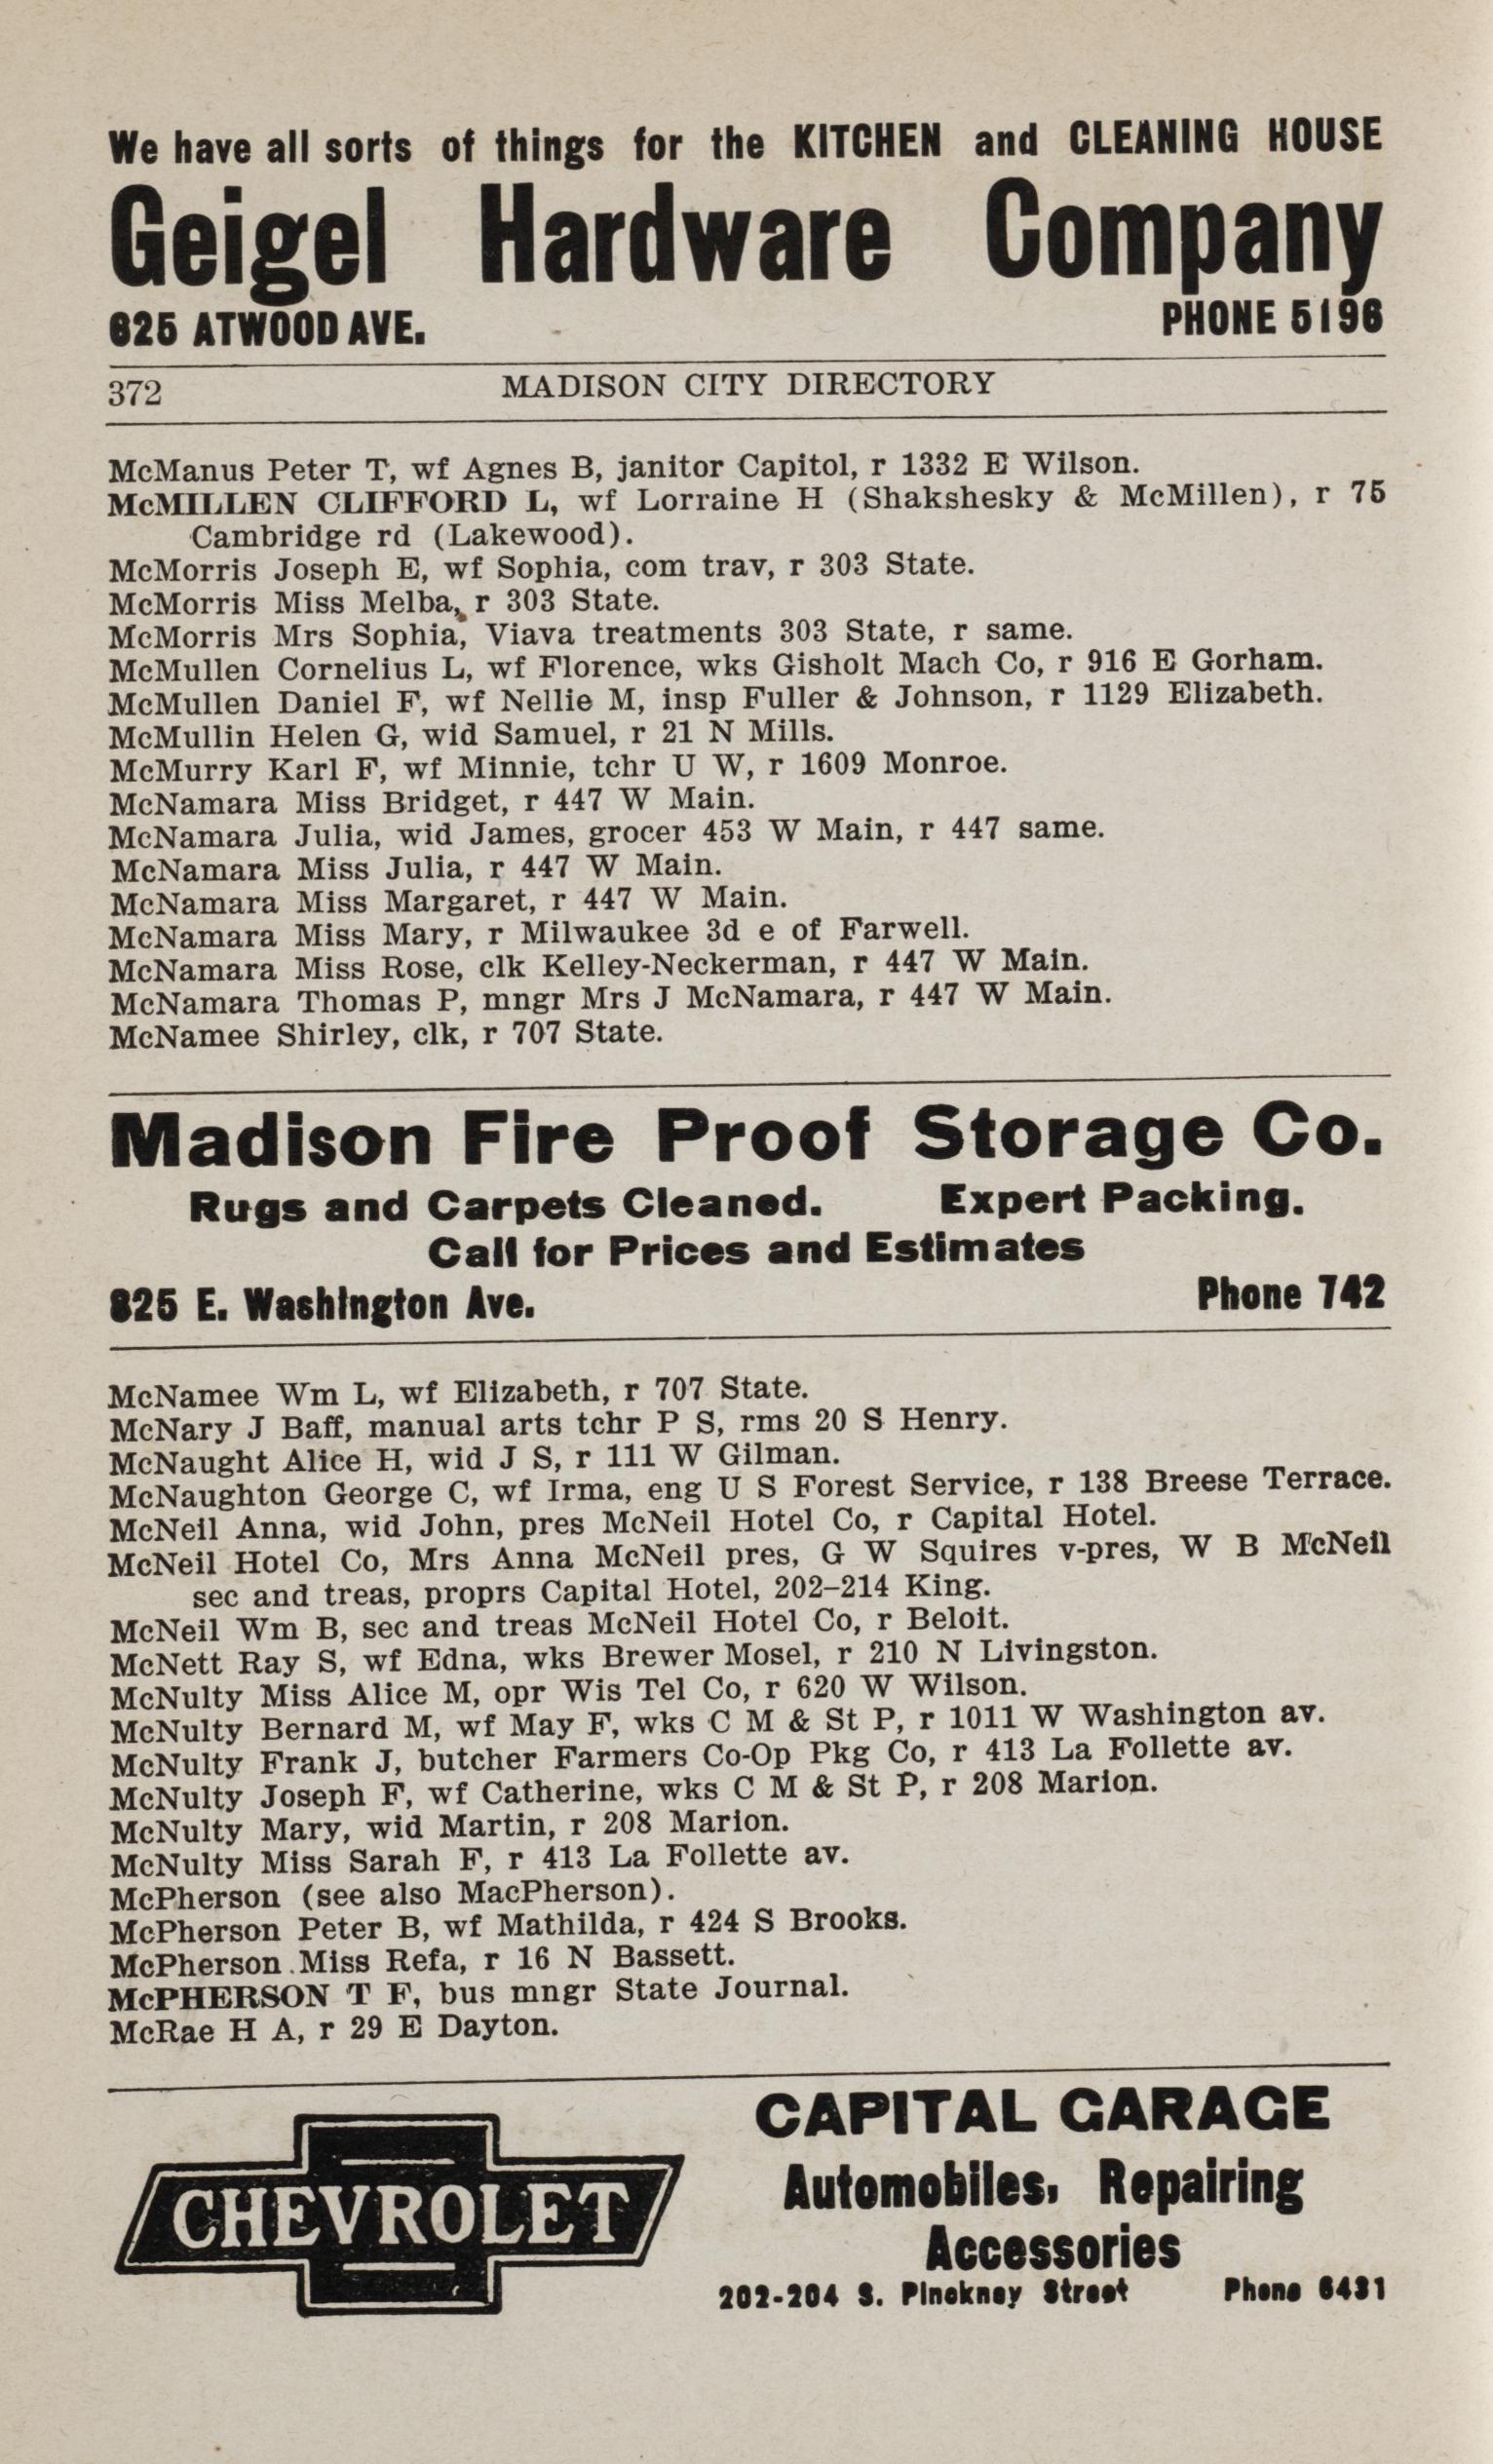 We have all sorts of things for the KITCHEN and CLEANING HOUSE
Geigel Hardware Company
625 ATWOOD AVE. PHONE 5196
372 MADISON CITY DIRECTORY
McManus Peter T, wf Agnes B, janitor Capitol, r 1332 E Wilson.
McMILLEN CLIFFORD L, wf Lorraine H (Shakshesky & McMillen), r 75
Cambridge rd (Lakewood).
McMorris Joseph E, wf Sophia, com trav, r 303 State.
McMorris Miss Melba, r 303 State.
McMorris Mrs Sophia, Viava treatments 303 State, r same.
McMullen Cornelius L, wf Florence, wks Gisholt Mach Co, r 916 E Gorham.
McMullen Daniel F, wf Nellie M, insp Fuller & Johnson, r 1129 Elizabeth.
McMullin Helen G, wid Samuel, r 21 N Mills.
McMurry Karl F, wf Minnie, tchr U W, r 1609 Monroe.
McNamara Miss Bridget, r 447 W Main.
McNamara Julia, wid James, grocer 453 W Main, r 447 same.
McNamara Miss Julia, r 447 W Main.
McNamara Miss Margaret, r 447 W Main.
McNamara Miss Mary, r Milwaukee 3d e of Farwell.
McNamara Miss Rose, clk Kelley-Neckerman, r 447 W Main.
McNamara Thomas P, mngr Mrs J McNamara, r 447 W Main.
McNamee Shirley, clk, r 707 State.
Madison Fire Proof Storage Co.
Rugs and Carpets Cleaned. Expert Packing.
Call for Prices and Estimates
825 E. Washington Ave. Phone 742
McNamee Wm L, wf Elizabeth, r 707 State.
McNary J Baff, manual arts tchr P S, rms 20 S Henry.
McNaught Alice H, wid J S, r 111 W Gilman.
McNaughton George C, wf Irma, eng U S Forest Service, r 138 Breese Terrace.
McNeil Anna, wid John, pres McNeil Hotel Co, r Capital Hotel.
McNeil Hotel Co, Mrs Anna McNeil pres, G W Squires v-pres, W B McNeil
sec and treas, proprs Capital Hotel, 202–214 King.
McNeil Wm B, sec and treas McNeil Hotel Co, r Beloit.
McNett Ray S, wf Edna, wks Brewer Mosel, r 210 N Livingston.
McNulty Miss Alice M, opr Wis Tel Co, r 620 W Wilson.
McNulty Bernard M, wf May F, wks C M & St P, r 1011 W Washington av.
McNulty Frank J, butcher Farmers Co-Op Pkg Co, r 413 La Follette av.
McNulty Joseph F, wf Catherine, wks C M & St P, r 208 Marion.
McNulty Mary, wid Martin, r 208 Marion.
McNulty Miss Sarah F, r 413 La Follette av.
McPherson (see also MacPherson).
McPherson Peter B, wf Mathilda, r 424 S Brooks.
McPherson Miss Refa, r 16 N Bassett.
McPHERSON T F, bus mngr State Journal.
McRae H A, r 29 E Dayton.
CHEVROLET
CAPITAL GARAGE
Automobiles, Repairing
Accessories
202-204 S. Pinckney Street Phone 6431